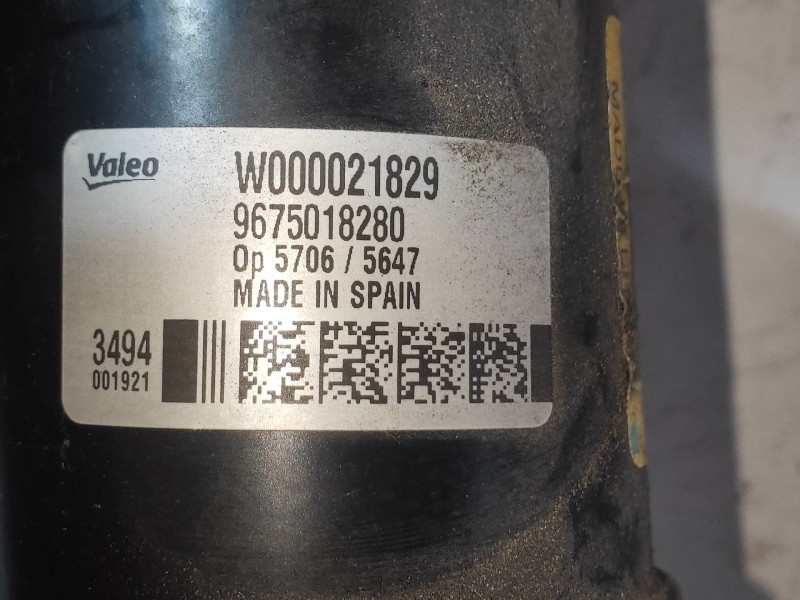 Valeo
W000021829
9675018280
Op 5706 / 5647
MADE IN SPAIN
3494
001921